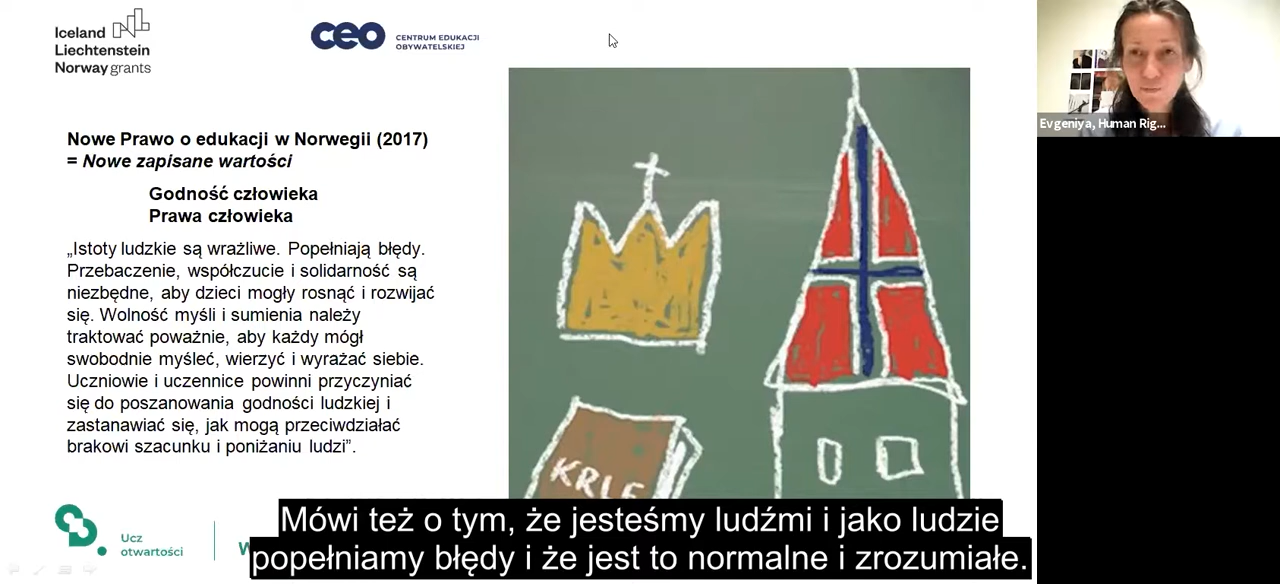 Iceland
Liechtenstein
Norway grants
ceo
CENTRUM EDUKACJI
OBYWATELSKIEJ
Evgeniya, Human Rig...
Nowe Prawo o edukacji w Norwegii (2017)
= Nowe zapisane wartości
Godność człowieka
Prawa człowieka
„Istoty ludzkie są wrażliwe. Popełniają błędy.
Przebaczenie, współczucie i solidarność są
niezbędne, aby dzieci mogły rosnąć i rozwijać
się. Wolność myśli i sumienia należy
traktować poważnie, aby każdy mógł
swobodnie myśleć, wierzyć i wyrażać siebie.
Uczniowie i uczennice powinni przyczyniać
się do poszanowania godności ludzkiej i
zastanawiać się, jak mogą przeciwdziałać
brakowi szacunku i poniżaniu ludzi”.
KRLE
Ucz
otwartości
Mówi też o tym, że jesteśmy ludźmi i jako ludzie
popełniamy błędy i że jest to normalne i zrozumiałe.